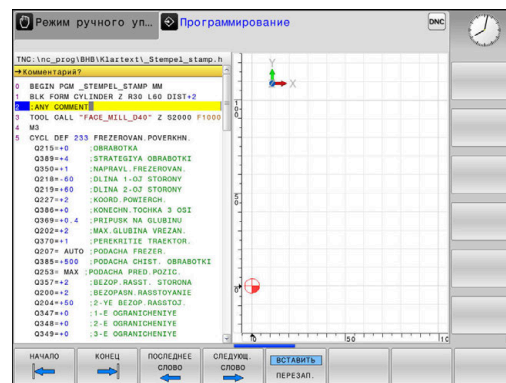 Режим ручного уп…
Программирование
DNC
TNC:\nc_prog\BHB\Klartext\_Stempel_stamp.h
→Комментарий?
0 BEGIN PGM _STEMPEL_STAMP MM
1 BLK FORM CYLINDER Z R30 L60 DIST+2
2 ;ANY COMMENT
3 TOOL CALL "FACE_MILL_D40" Z S2000 F1000
4 M3
5 CYCL DEF 233 FREZEROVAN.POVERKHN.
Q215=+0 ;OBRABOTKA
Q389=+4 ;STRATEGIYA OBRABOTKI
Q350=+1 ;NAPRAVL.FREZEROVAN.
Q218=-60 ;DLINA 1-OJ STORONY
Q219=+60 ;DLINA 2-OJ STORONY
Q227=+2 ;KOORD.POWIERCH.
Q386=+0 ;KONECHN.TOCHKA 3 OSI
Q369=+0.4 ;PRIPUSK NA GLUBINU
Q202=+2 ;MAX.GLUBINA VREZAN.
Q370=+1 ;PEREKRITIE TRAEKTOR.
Q207= AUTO ;PODACHA FREZER.
Q385=+500 ;PODACHA CHIST. OBRABOTKI
Q253= MAX ;PODACHA PRED.POZIC.
Q357=+2 ;BEZOP.RASST. STORONA
Q200=+2 ;BEZOPASN.RASSTOYANIE
Q204=+50 ;2-YE BEZOP.RASSTOJ.
Q347=+0 ;1-E OGRANICHENIYE
Q348=+0 ;2-E OGRANICHENIYE
Q349=+0 ;3-E OGRANICHENIYE
Y
X
100
50
0
0
50
НАЧАЛО
КОНЕЦ
ПОСЛЕДНЕЕ
СЛОВО
СЛЕДУЮЩ.
СЛОВО
ВСТАВИТЬ
ПЕРЕЗАП.